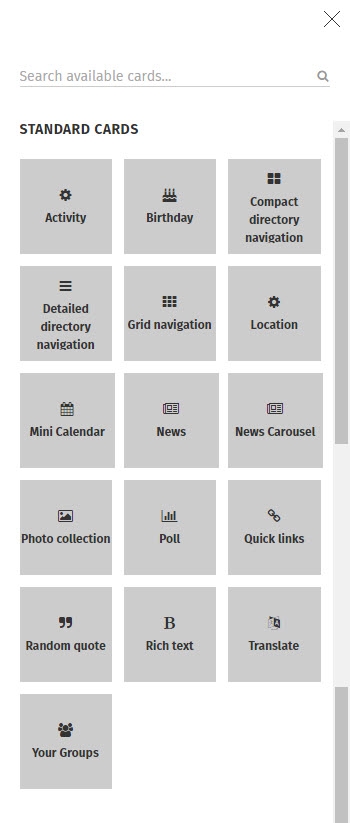 Search available cards...
STANDARD CARDS
Activity
Birthday
Compact
directory
navigation
Detailed
directory
navigation
Grid navigation
Location
Mini Calendar
News
News Carousel
Photo collection
Poll
Quick links
Random quote
B
Rich text
Translate
Your Groups